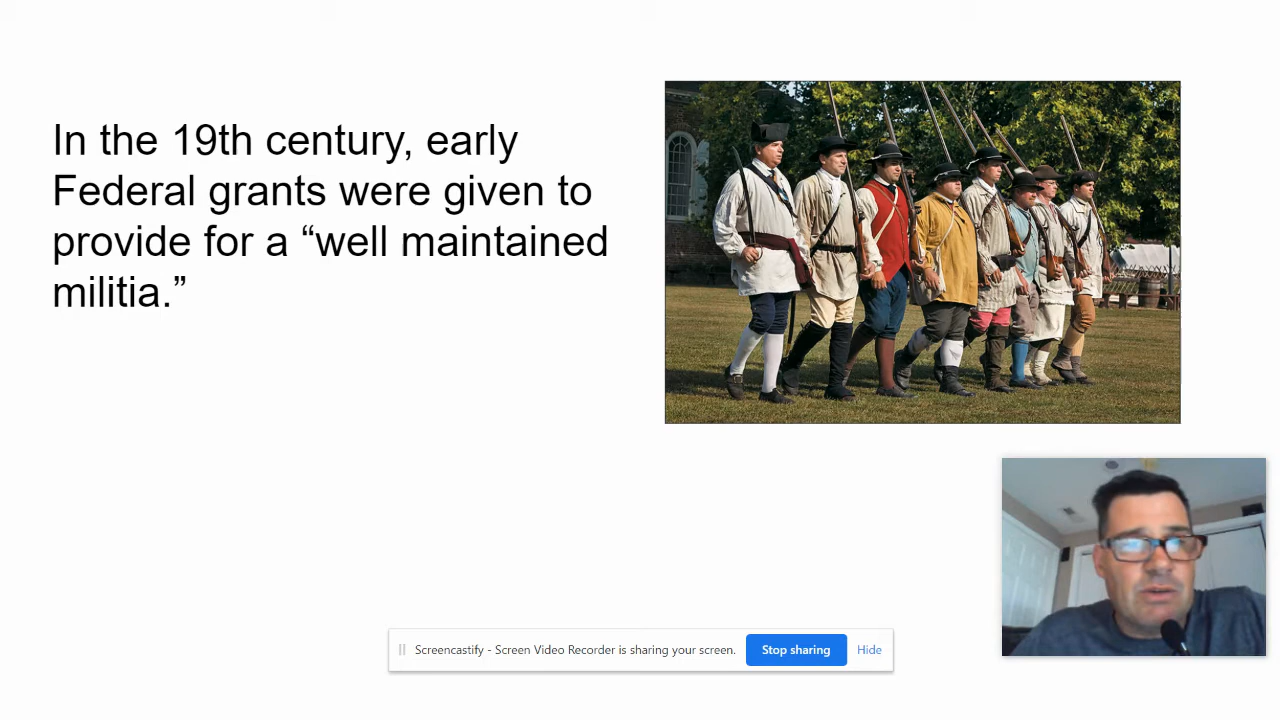 In the 19th century, early
Federal grants were given to
provide for a “well maintained
militia.”
Screencastify - Screen Video Recorder is sharing your screen.
Stop sharing
Hide